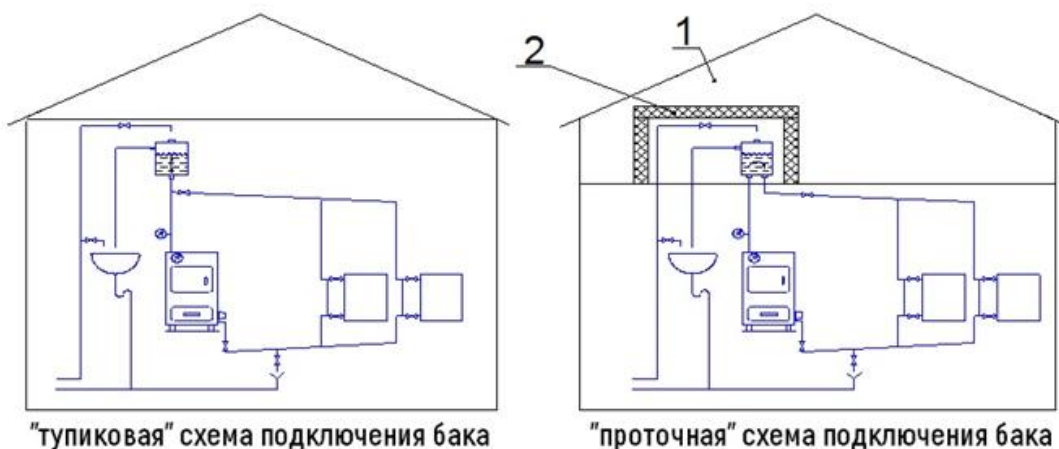 1
2
"тупиковая" схема подключения бака
"проточная" схема подключения бака